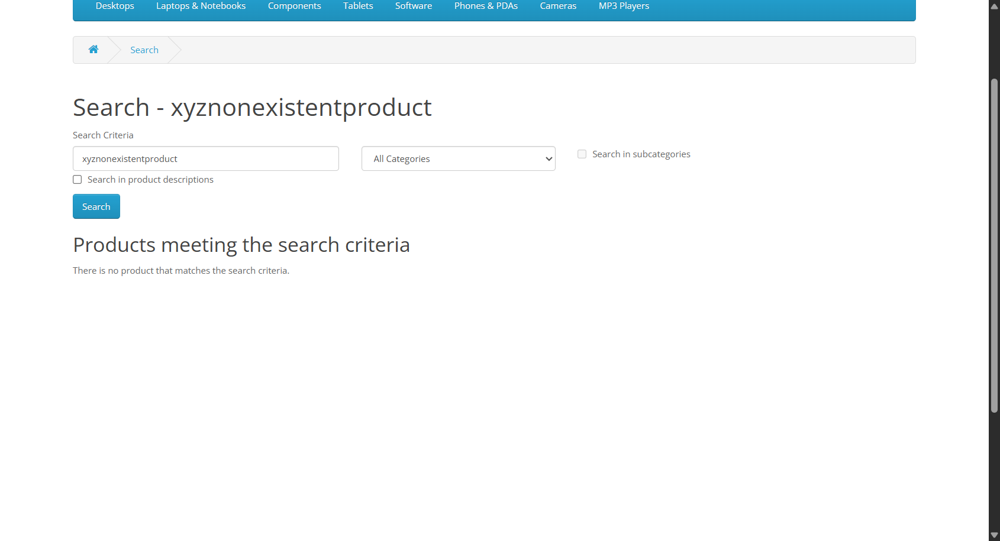 Desktops Laptops & Notebooks Components Tablets Software Phones & PDAs Cameras MP3 Players
Search
Search - xyznonexistentproduct
Search Criteria
xyznonexistentproduct All Categories Search in subcategories
Search in product descriptions
Search
Products meeting the search criteria
There is no product that matches the search criteria.